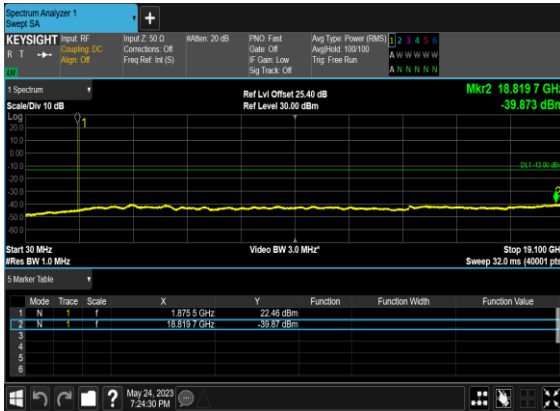 Spectrum Analyzer 1
Swept SA
+
KEYSIGHT Input: RF Input Z: 50 Ω #Atten: 20 dB PNO: Fast Avg Type: Power (RMS) 1 2 3 4 5 6
R T Coupling: DC Corrections: Off Gate: Off Avg|Hold: 100/100 A W W W W W
Align: Off Freq Ref: Int (S) IF Gain: Low Trig: Free Run
Sig Track: Off A N N N N N
1 Spectrum
Ref Lvl Offset 25.40 dB Mkr2 18.819 7 GHz
Scale/Div 10 dB Ref Level 30.00 dBm -39.873 dBm
Log
20.0
10.0
0.00
-10.0
DL1 -13.00 dBm
-20.0
-30.0
-40.0
-50.0
-60.0
1
Start 30 MHz Video BW 3.0 MHz* Stop 19.100 GHz
#Res BW 1.0 MHz Sweep 32.0 ms (40001 pts)
5 Marker Table
Mode Trace Scale X Y Function Function Width Function Value
1 N 1 f 1.875 5 GHz 22.46 dBm
2 N 1 f 18.819 7 GHz -39.87 dBm
3
4
5
6
? May 24, 2023
7:24:30 PM